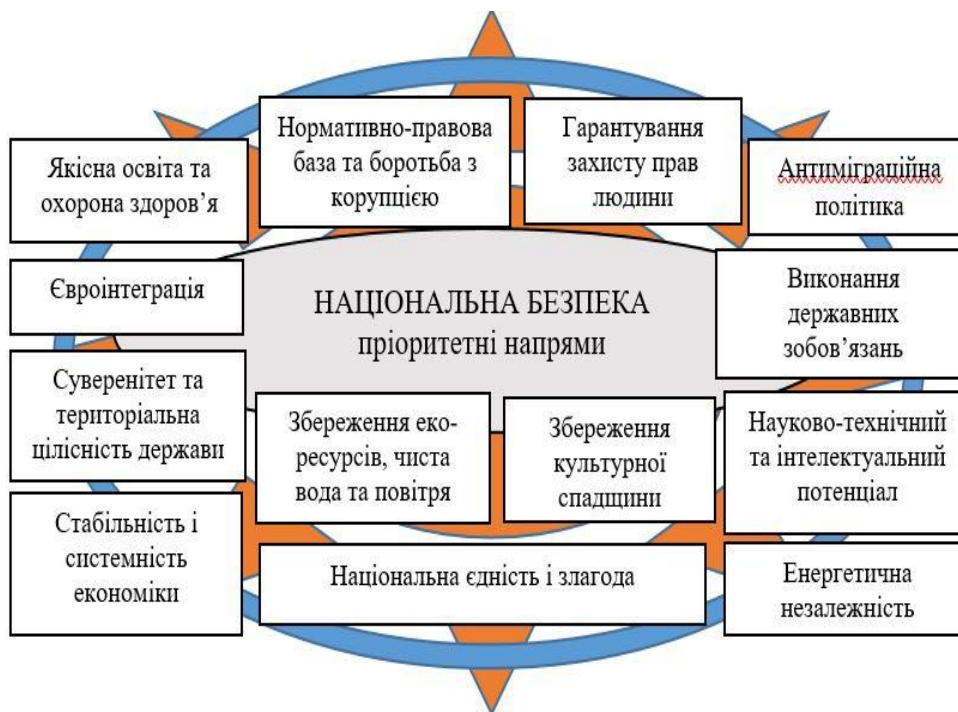 Нормативно-правова
база та боротьба з
корупцією
Гарантування
захисту прав
людини
Якісна освіта та
охорона здоров’я
Антиміграційна
політика
Євроінтеграція
НАЦІОНАЛЬНА БЕЗПЕКА
пріоритетні напрями
Виконання
державних
зобов’язань
Суверенітет та
територіальна
цілісність держави
Збереження еко-
ресурсів, чиста
вода та повітря
Збереження
культурної
спадщини
Науково-технічний
та інтелектуальний
потенціал
Стабільність і
системність
економіки
Національна єдність і злагода
Енергетична
незалежність